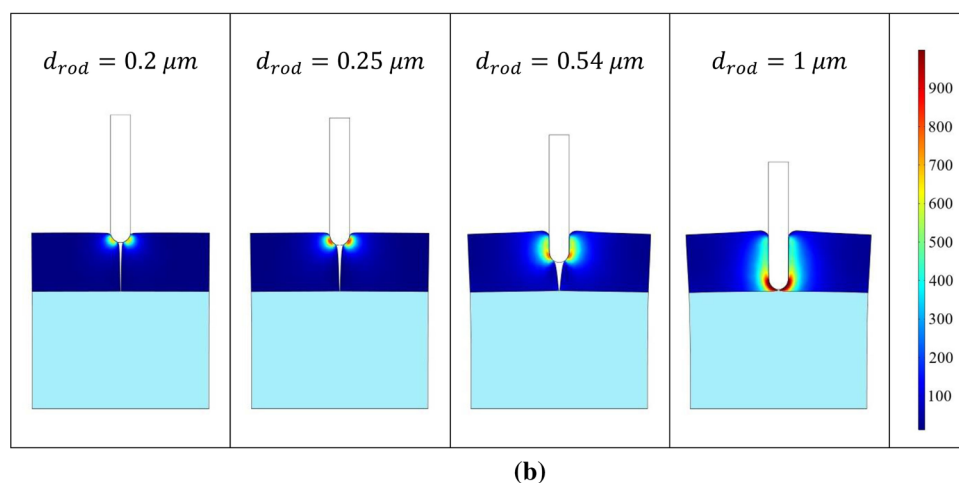 d_rod = 0.2 μm
d_rod = 0.25 μm
d_rod = 0.54 μm
d_rod = 1 μm
900
800
700
600
500
400
300
200
100
(b)